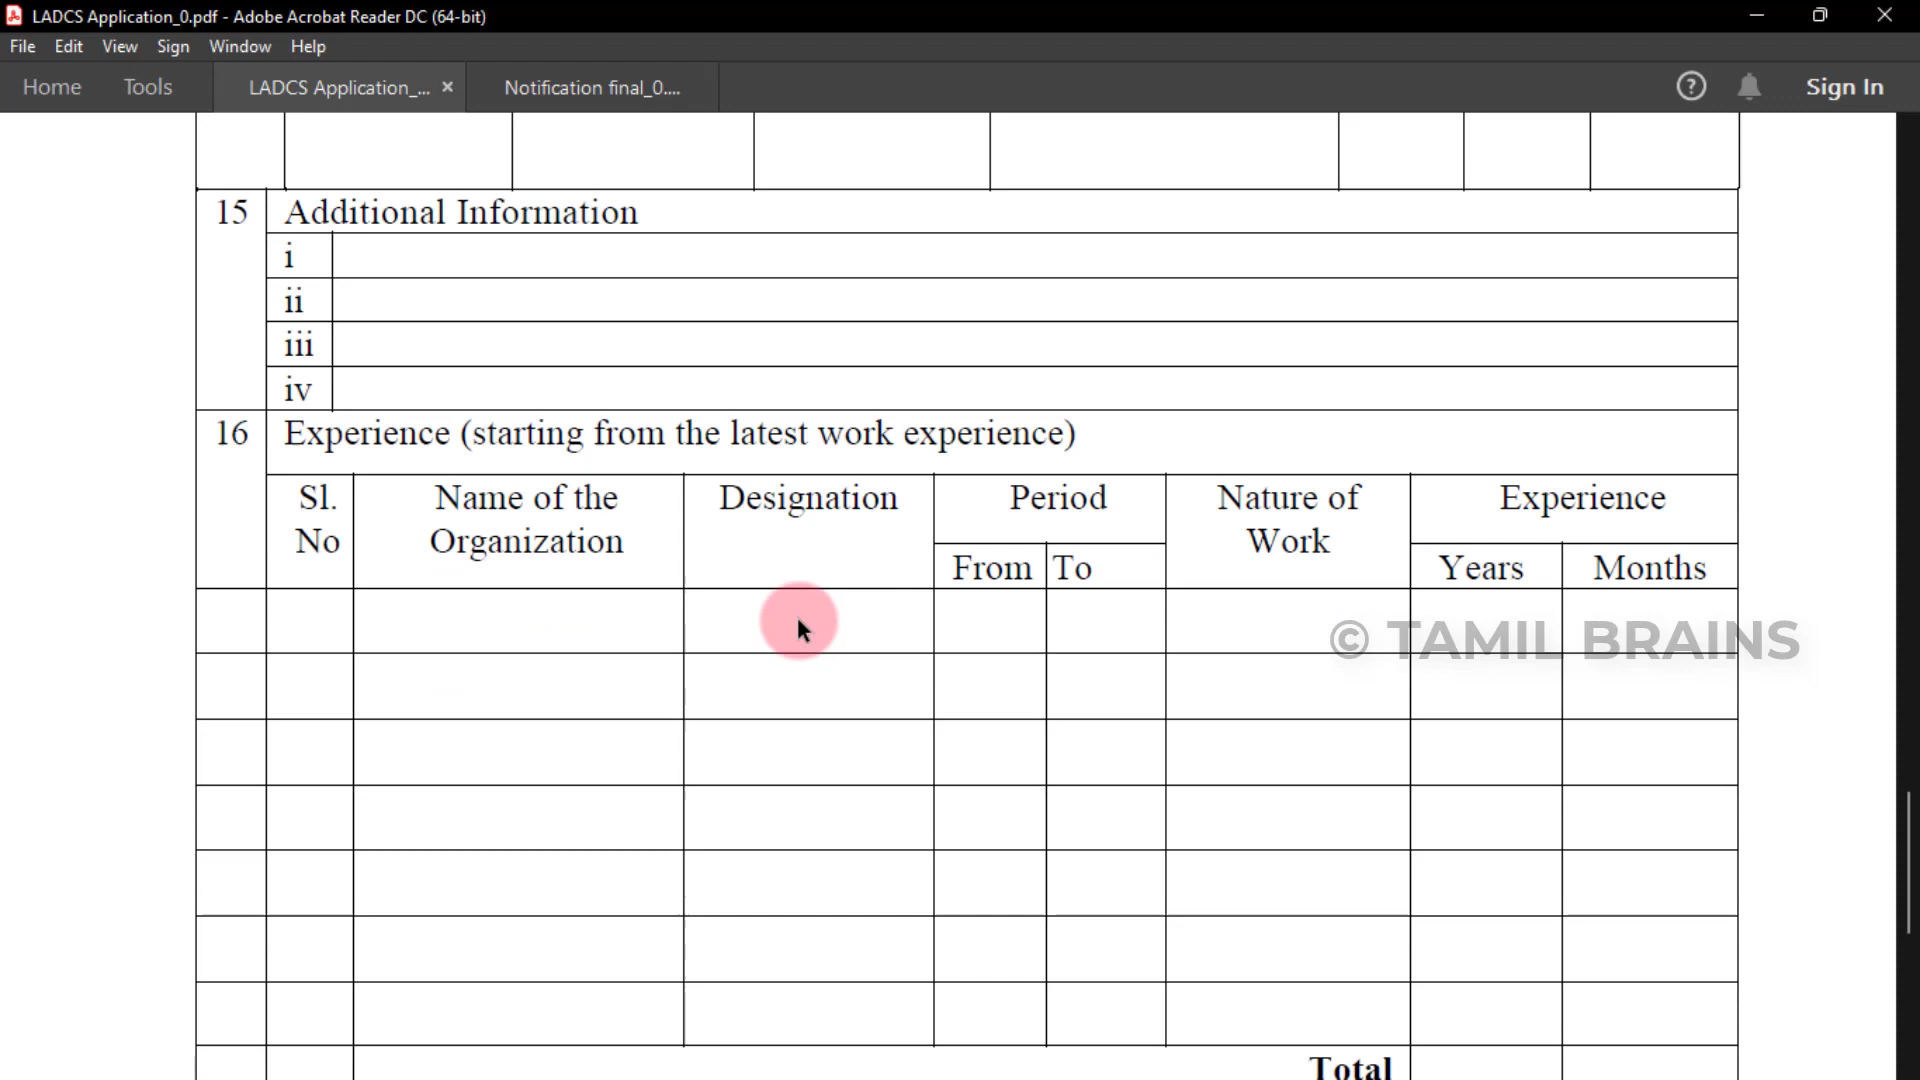 LADCS Application_0.pdf - Adobe Acrobat Reader DC (64-bit)
File Edit View Sign Window Help
Home Tools LADCS Application_... × Notification final_0.... ? Sign In
15 Additional Information
i
ii
iii
iv
16 Experience (starting from the latest work experience)
Sl. No Name of the Organization Designation Period Nature of Work Experience
From To Years Months
© TAMIL BRAINS
Total